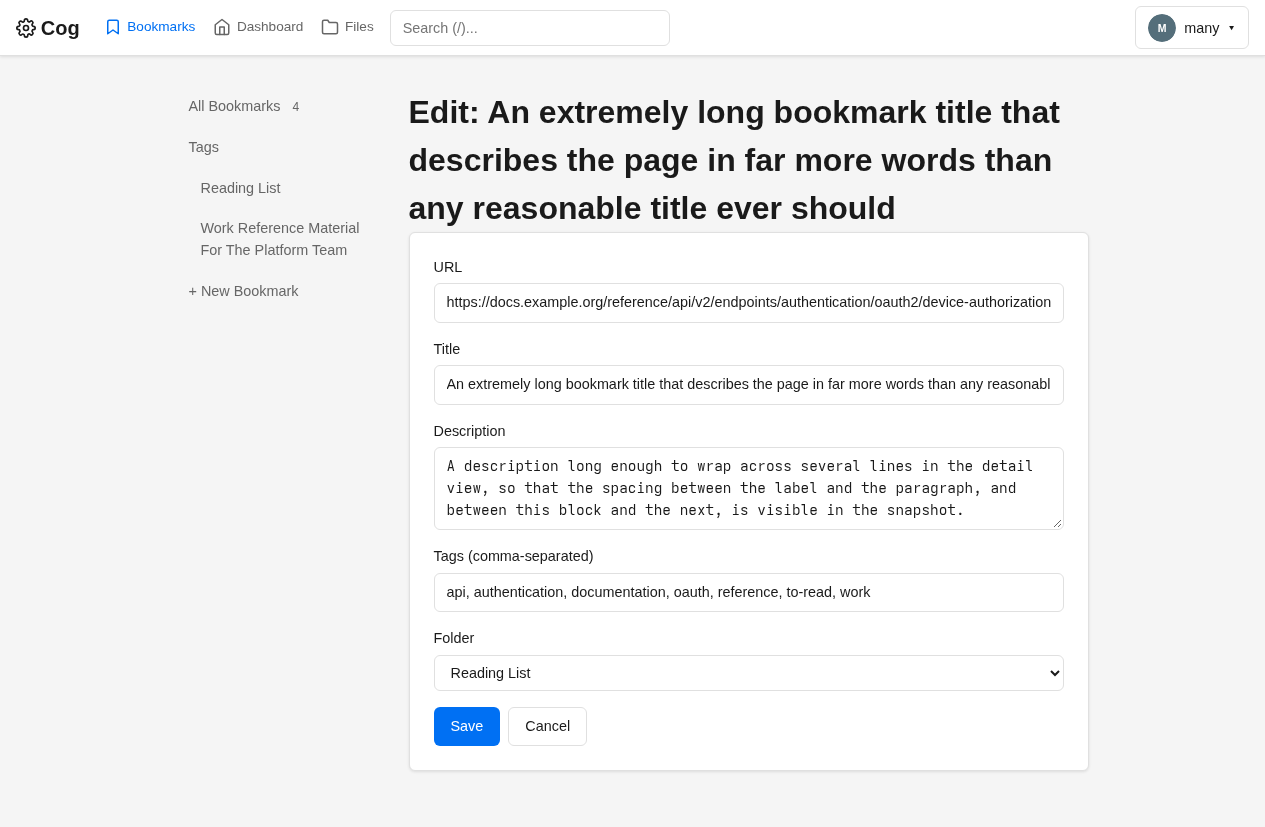 Cog
Bookmarks
Dashboard
Files
Search (/)...
M
many
All Bookmarks 4
Tags
Reading List
Work Reference Material
For The Platform Team
+ New Bookmark
Edit: An extremely long bookmark title that
describes the page in far more words than
any reasonable title ever should
URL
https://docs.example.org/reference/api/v2/endpoints/authentication/oauth2/device-authorization
Title
An extremely long bookmark title that describes the page in far more words than any reasonabl
Description
A description long enough to wrap across several lines in the detail
view, so that the spacing between the label and the paragraph, and
between this block and the next, is visible in the snapshot.
Tags (comma-separated)
api, authentication, documentation, oauth, reference, to-read, work
Folder
Reading List
Save
Cancel